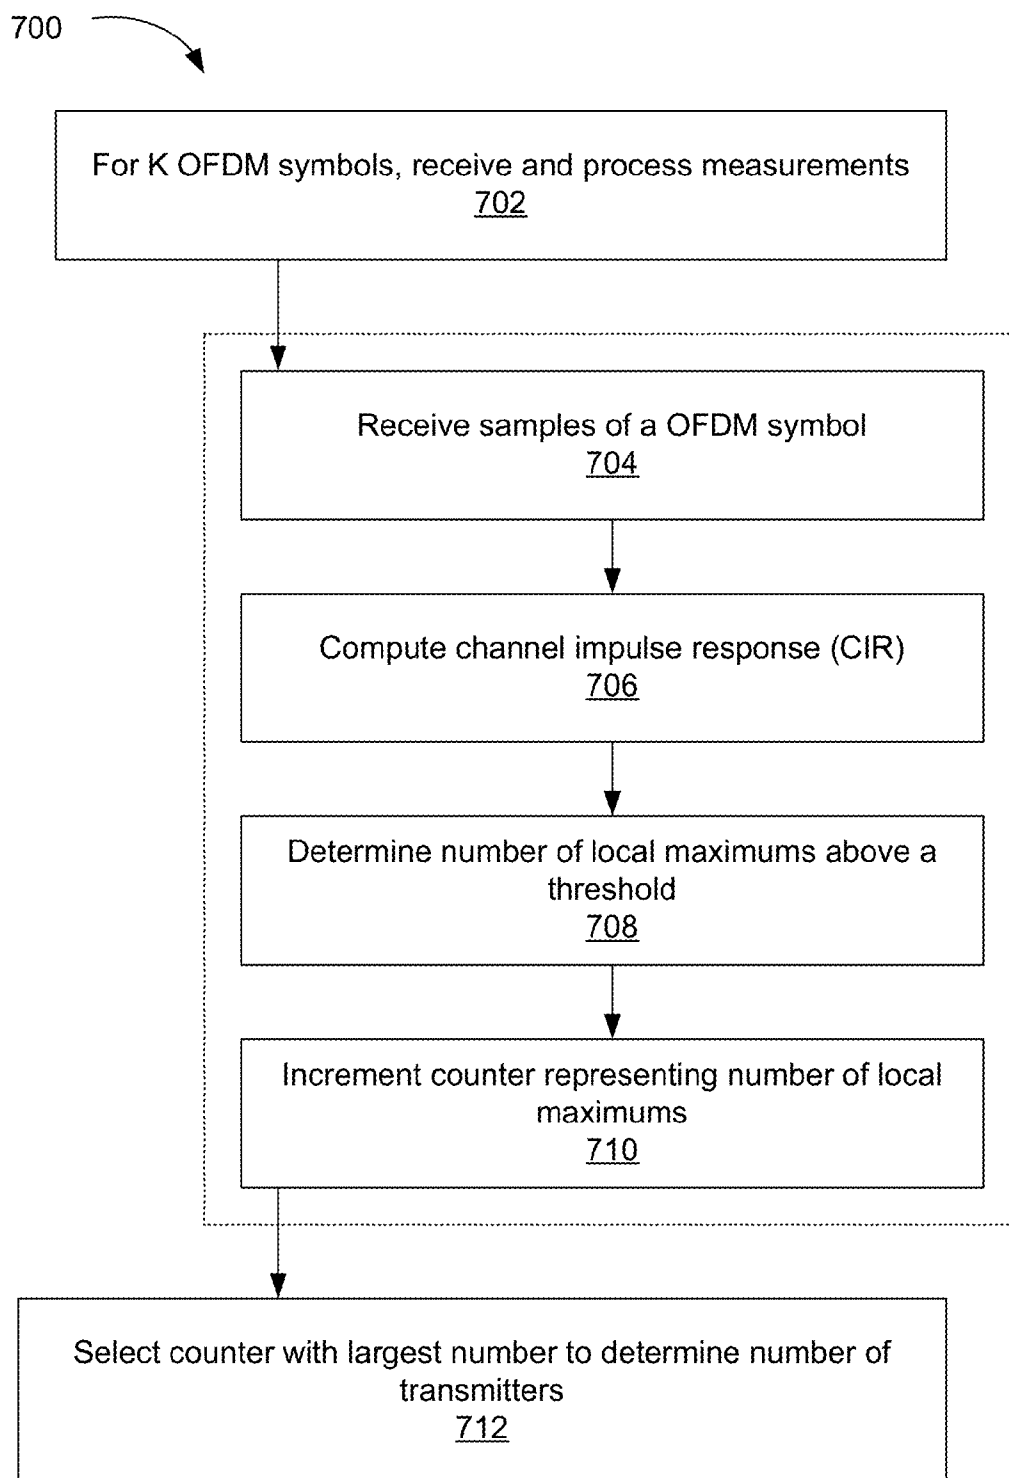 700
For K OFDM symbols, receive and process measurements
702
Receive samples of a OFDM symbol
704
Compute channel impulse response (CIR)
706
Determine number of local maximums above a
threshold
708
Increment counter representing number of local
maximums
710
Select counter with largest number to determine number of
transmitters
712